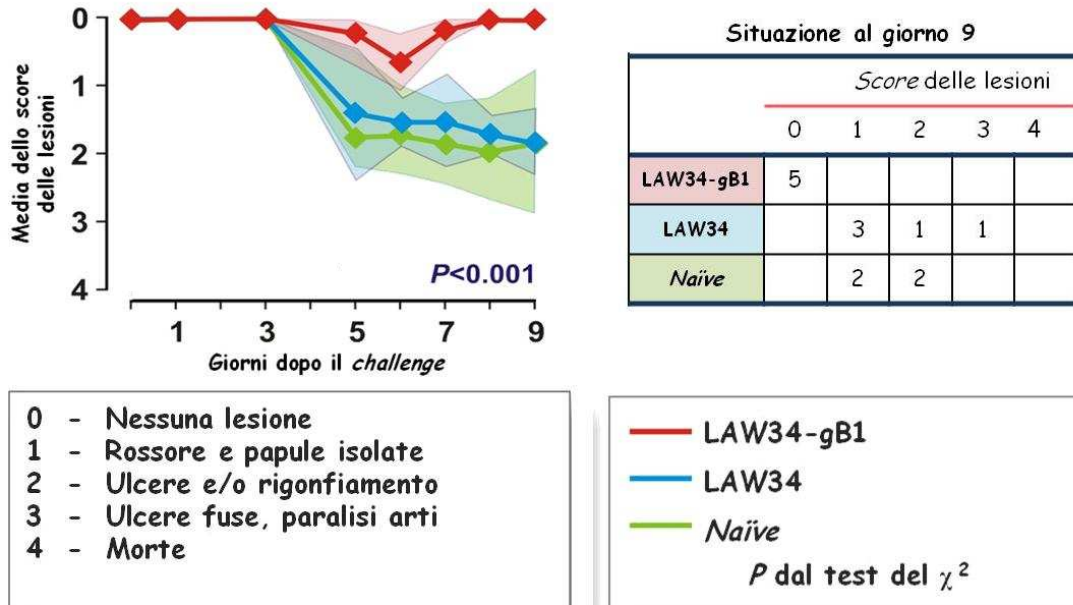 0
1
2
3
4
Media dello score
delle lesioni
P<0.001
1 3 5 7 9
Giorni dopo il challenge
Situazione al giorno 9
Score delle lesioni
0 1 2 3 4
LAW34-gB1 5
LAW34 3 1 1
Naïve 2 2
0 - Nessuna lesione
1 - Rossore e papule isolate
2 - Ulcere e/o rigonfiamento
3 - Ulcere fuse, paralisi arti
4 - Morte
LAW34-gB1
LAW34
Naïve
P dal test del χ²